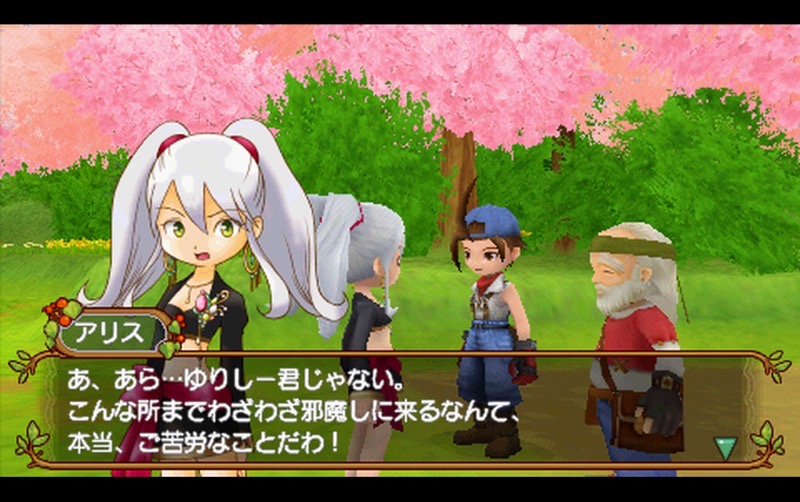 アリス
あ、あら…ゆりしー君じゃない。
こんな所までわざわざ邪魔しに来るなんて、
本当、ご苦労なことだわ！